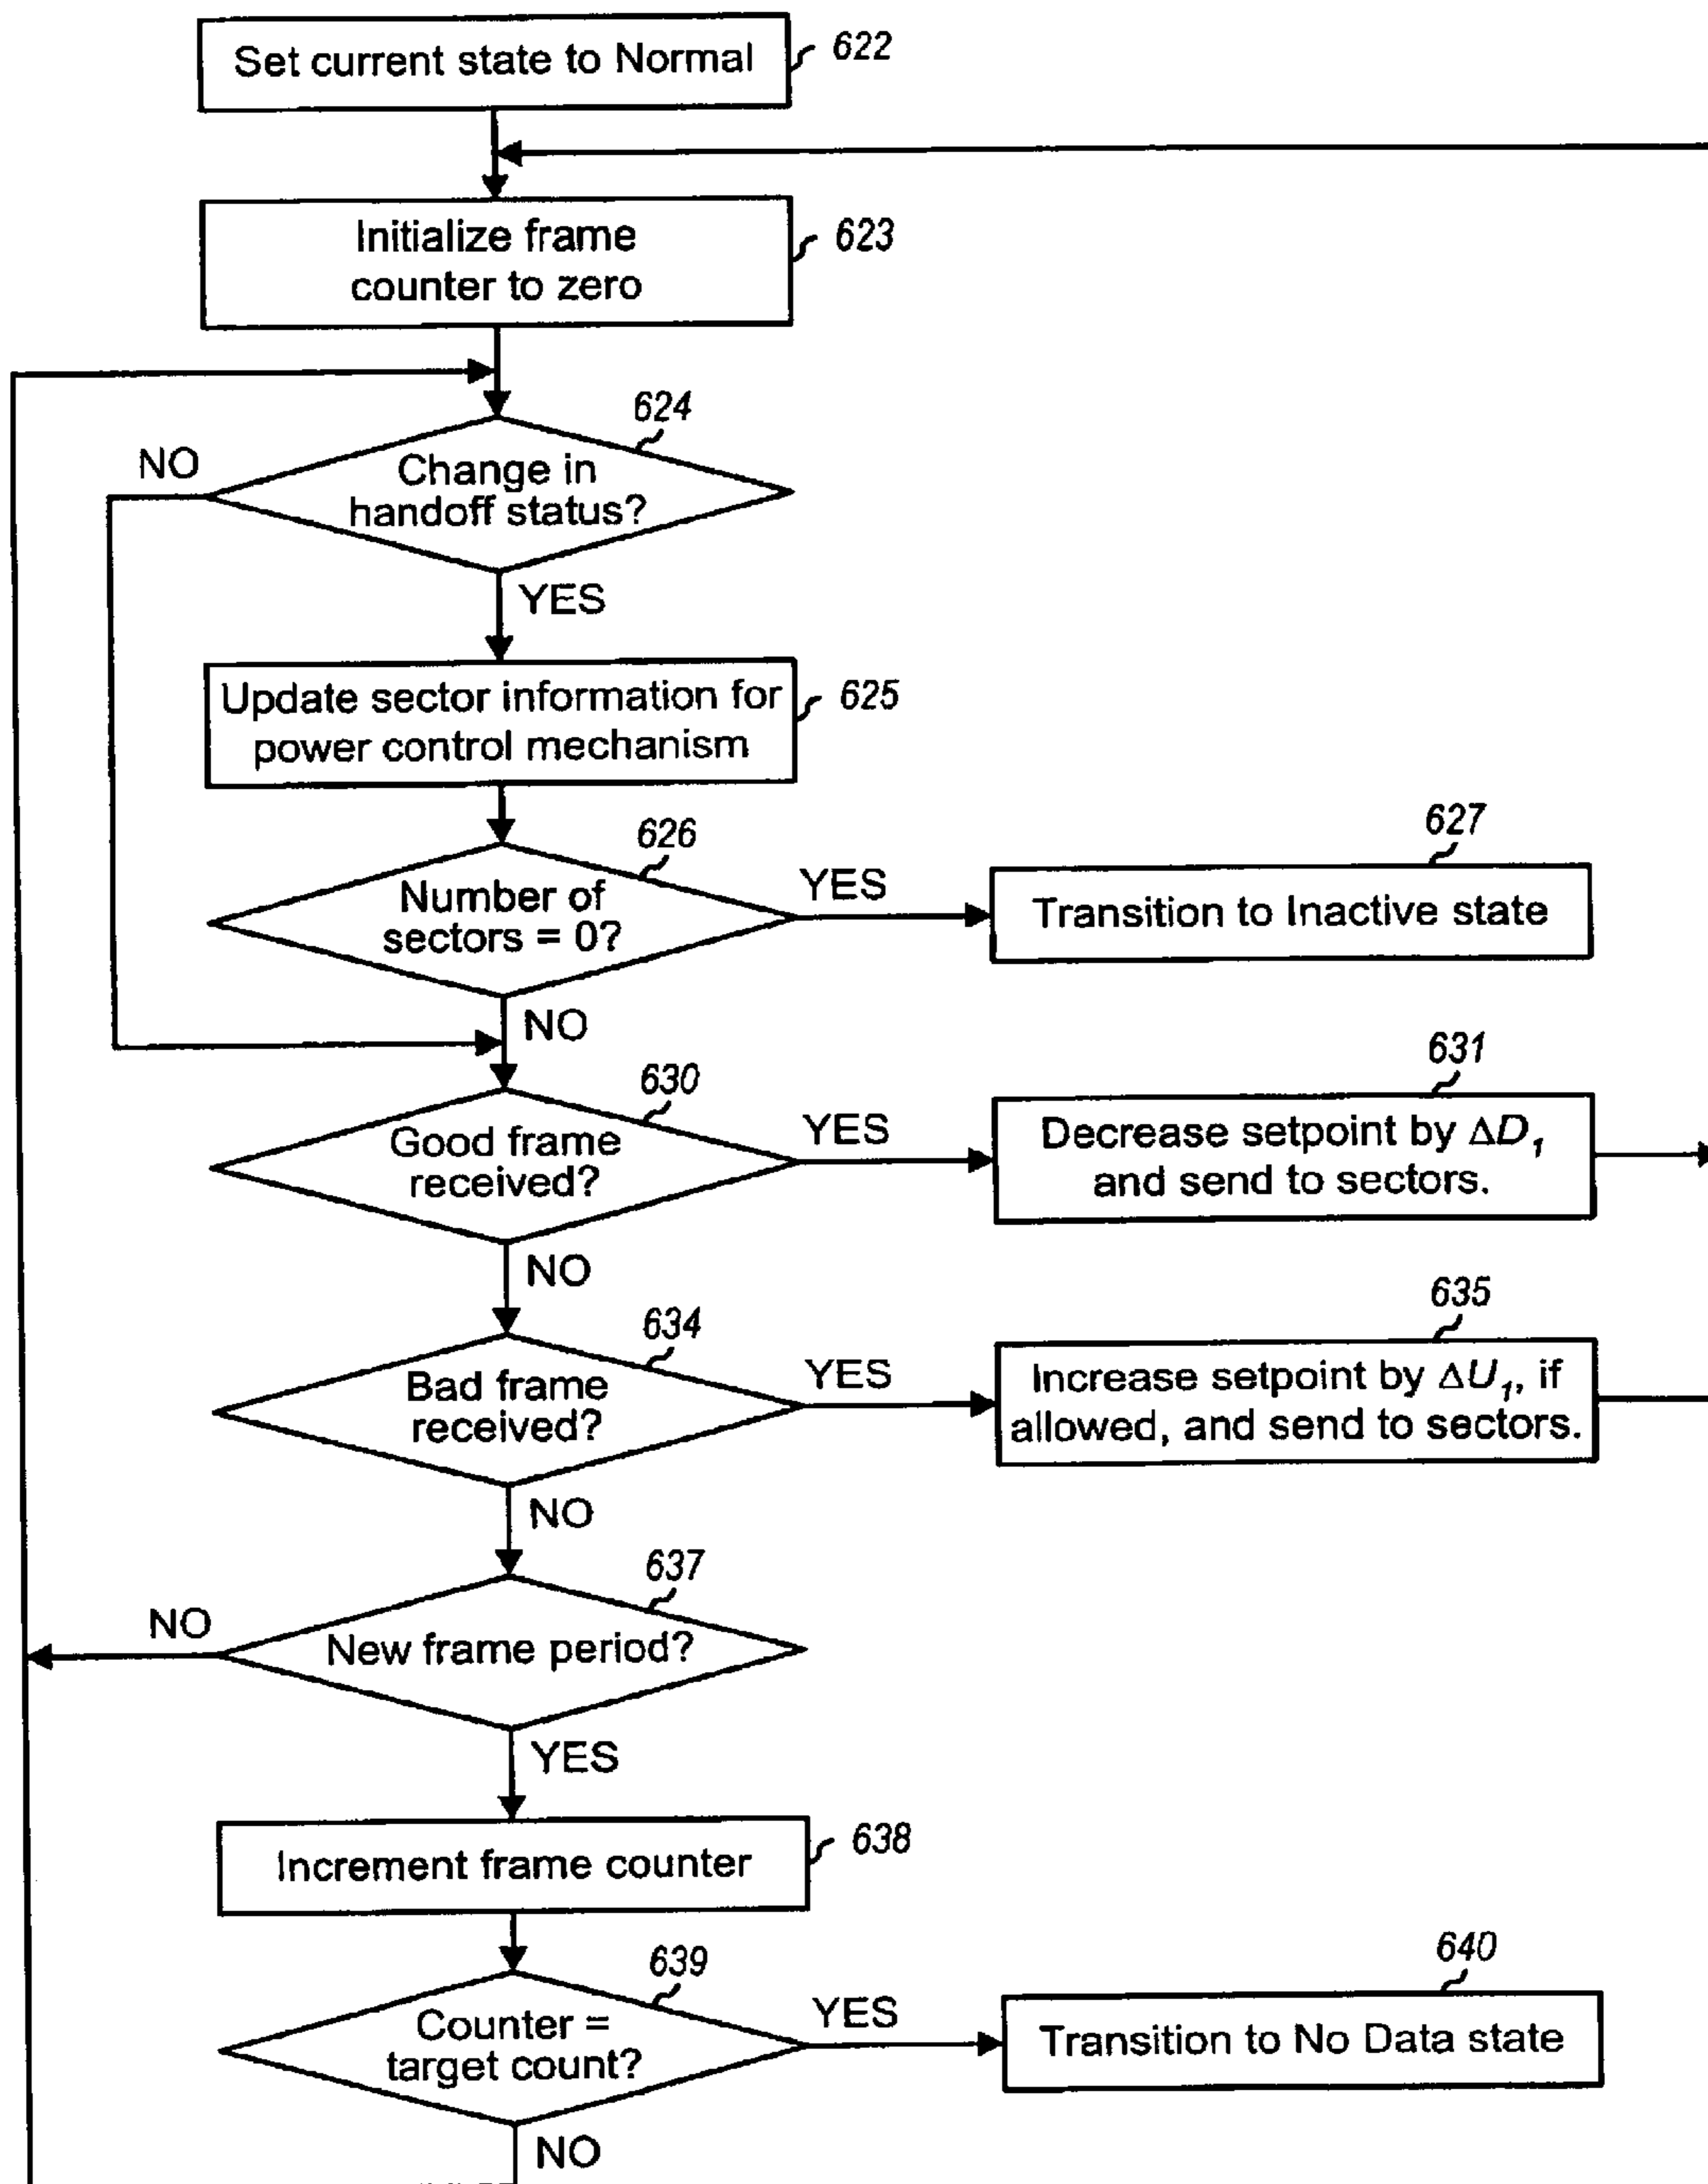 Set current state to Normal
622
Initialize frame
counter to zero
623
624
NO
Change in
handoff status?
YES
Update sector information for
power control mechanism
625
626
Number of
sectors = 0?
YES
627
Transition to Inactive state
NO
630
Good frame
received?
YES
631
Decrease setpoint by ΔD₁
and send to sectors.
NO
634
Bad frame
received?
YES
635
Increase setpoint by ΔU₁, if
allowed, and send to sectors.
NO
637
NO
New frame period?
YES
Increment frame counter
638
639
Counter =
target count?
YES
640
Transition to No Data state
NO